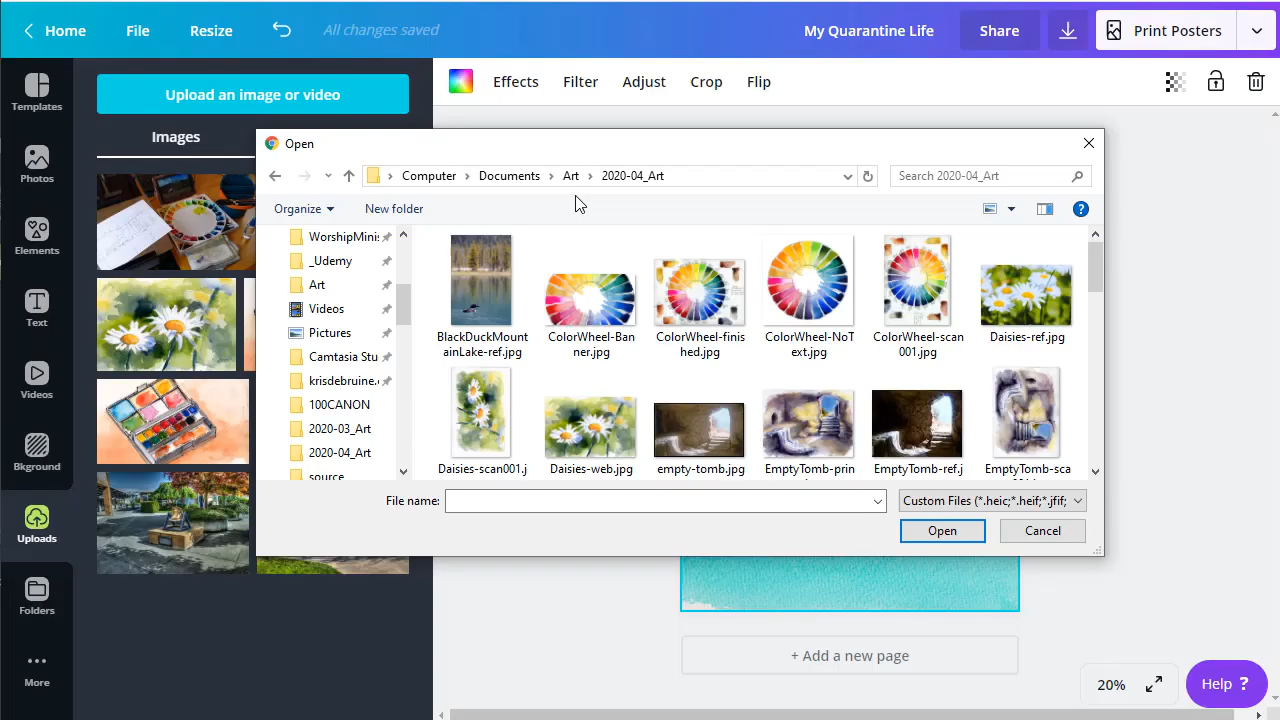 Home File Resize All changes saved My Quarantine Life Share Print Posters
Templates
Photos
Elements
Text
Videos
Bkground
Uploads
Folders
More
Upload an image or video
Images
Effects Filter Adjust Crop Flip
Open
Computer Documents Art 2020-04_Art Search 2020-04_Art
Organize New folder
WorshipMinis
_Udemy
Art
Videos
Pictures
Camtasia Stu
krisdebruine.
100CANON
2020-03_Art
2020-04_Art
source
BlackDuckMount
ainLake-ref.jpg
ColorWheel-Ban
ner.jpg
ColorWheel-finis
hed.jpg
ColorWheel-NoT
ext.jpg
ColorWheel-scan
001.jpg
Daisies-ref.jpg
Daisies-scan001.j
Daisies-web.jpg
empty-tomb.jpg
EmptyTomb-prin
EmptyTomb-ref.j
EmptyTomb-sca
File name: Custom Files (*.heic;*.heif;*.jfif;
Open Cancel
+ Add a new page
20% Help ?